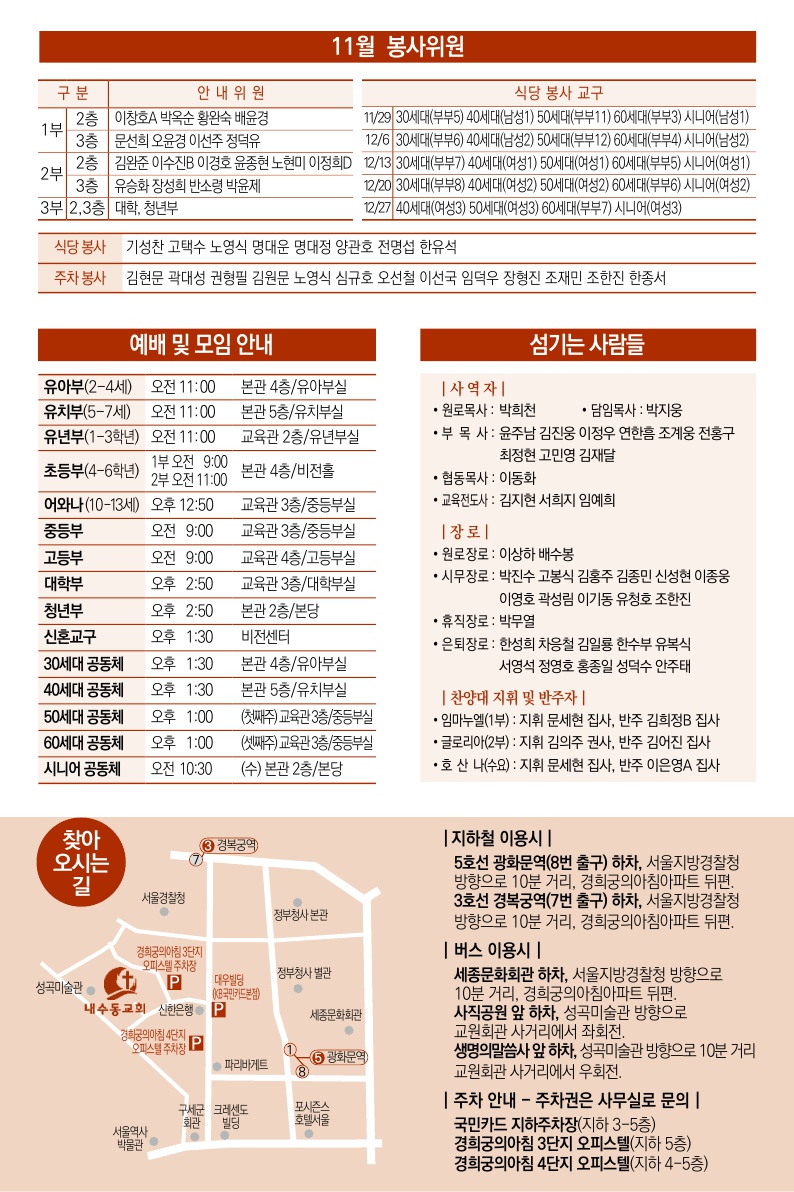 11월 봉사위원
구 분 안 내 위 원
1부 2층 이창호A 박옥순 황완숙 배윤경
3층 문선희 오윤경 이선주 정덕유
2부 2층 김완준 이수진B 이경호 윤종현 노현미 이정희D
3층 유승화 장성희 반소령 박윤제
3부 2,3층 대학, 청년부
식당 봉사 교구
11/29 30세대(부부5) 40세대(남성1) 50세대(부부11) 60세대(부부3) 시니어(남성1)
12/6 30세대(부부6) 40세대(남성2) 50세대(부부12) 60세대(부부4) 시니어(남성2)
12/13 30세대(부부7) 40세대(여성1) 50세대(여성1) 60세대(부부5) 시니어(여성1)
12/20 30세대(부부8) 40세대(여성2) 50세대(여성2) 60세대(부부6) 시니어(여성2)
12/27 40세대(여성3) 50세대(여성3) 60세대(부부7) 시니어(여성3)
식당 봉사 기성찬 고택수 노영식 명대운 명대정 양관호 전명섭 한유석
주차 봉사 김현문 곽대성 권형필 김원문 노영식 심규호 오선철 이선국 임덕우 장형진 조재민 조한진 한종서
예배 및 모임 안내
유아부(2-4세) 오전 11:00 본관 4층/유아부실
유치부(5-7세) 오전 11:00 본관 5층/유치부실
유년부(1-3학년) 오전 11:00 교육관 2층/유년부실
초등부(4-6학년) 1부 오전 9:00 본관 4층/비전홀
2부 오전 11:00
어와나(10-13세) 오후 12:50 교육관 3층/중등부실
중등부 오전 9:00 교육관 3층/중등부실
고등부 오전 9:00 교육관 4층/고등부실
대학부 오후 2:50 교육관 3층/대학부실
청년부 오후 2:50 본관 2층/본당
신혼교구 오후 1:30 비전센터
30세대 공동체 오후 1:30 본관 4층/유아부실
40세대 공동체 오후 1:30 본관 5층/유치부실
50세대 공동체 오후 1:00 (첫째주) 교육관 3층/중등부실
60세대 공동체 오후 1:00 (셋째주) 교육관 3층/중등부실
시니어 공동체 오전 10:30 (수) 본관 2층/본당
섬기는 사람들
| 사 역 자 |
• 원로목사 : 박희천 • 담임목사 : 박지웅
• 부 목 사 : 윤주남 김진웅 이정우 연한흠 조계웅 전홍구
최정현 고민영 김재달
• 협동목사 : 이동화
• 교육전도사 : 김지현 서희지 임예희
| 장 로 |
• 원로장로 : 이상하 배수봉
• 시무장로 : 박진수 고봉식 김홍주 김종민 신성현 이종웅
이영호 곽성림 이기동 유청호 조한진
• 휴직장로 : 박무열
• 은퇴장로 : 한성희 차응철 김일룡 한수부 유복식
서영석 정영호 홍종일 성덕수 안주태
| 찬양대 지휘 및 반주자 |
• 임마누엘(1부) : 지휘 문세현 집사, 반주 김희정B 집사
• 글로리아(2부) : 지휘 김의주 권사, 반주 김어진 집사
• 호 산 나(수요) : 지휘 문세현 집사, 반주 이은영A 집사
찾아
오시는
길
3 경복궁역
7
서울경찰청
정부청사 본관
경희궁의아침 3단지
오피스텔 주차장
P
성곡미술관
내수동교회
대우빌딩
(KB국민카드본점)
P
정부청사 별관
신한은행
세종문화회관
경희궁의아침 4단지
오피스텔 주차장
P
파리바게트
1
5 광화문역
8
구세군
회관
크레센도
빌딩
포시즌스
호텔서울
서울역사
박물관
| 지하철 이용시 |
5호선 광화문역(8번 출구) 하차, 서울지방경찰청
방향으로 10분 거리, 경희궁의아침아파트 뒤편.
3호선 경복궁역(7번 출구) 하차, 서울지방경찰청
방향으로 10분 거리, 경희궁의아침아파트 뒤편.
| 버스 이용시 |
세종문화회관 하차, 서울지방경찰청 방향으로
10분 거리, 경희궁의아침아파트 뒤편.
사직공원 앞 하차, 성곡미술관 방향으로
교원회관 사거리에서 좌회전.
생명의말씀사 앞 하차, 성곡미술관 방향으로 10분 거리
교원회관 사거리에서 우회전.
| 주차 안내 - 주차권은 사무실로 문의 |
국민카드 지하주차장(지하 3-5층)
경희궁의아침 3단지 오피스텔(지하 5층)
경희궁의아침 4단지 오피스텔(지하 4-5층)